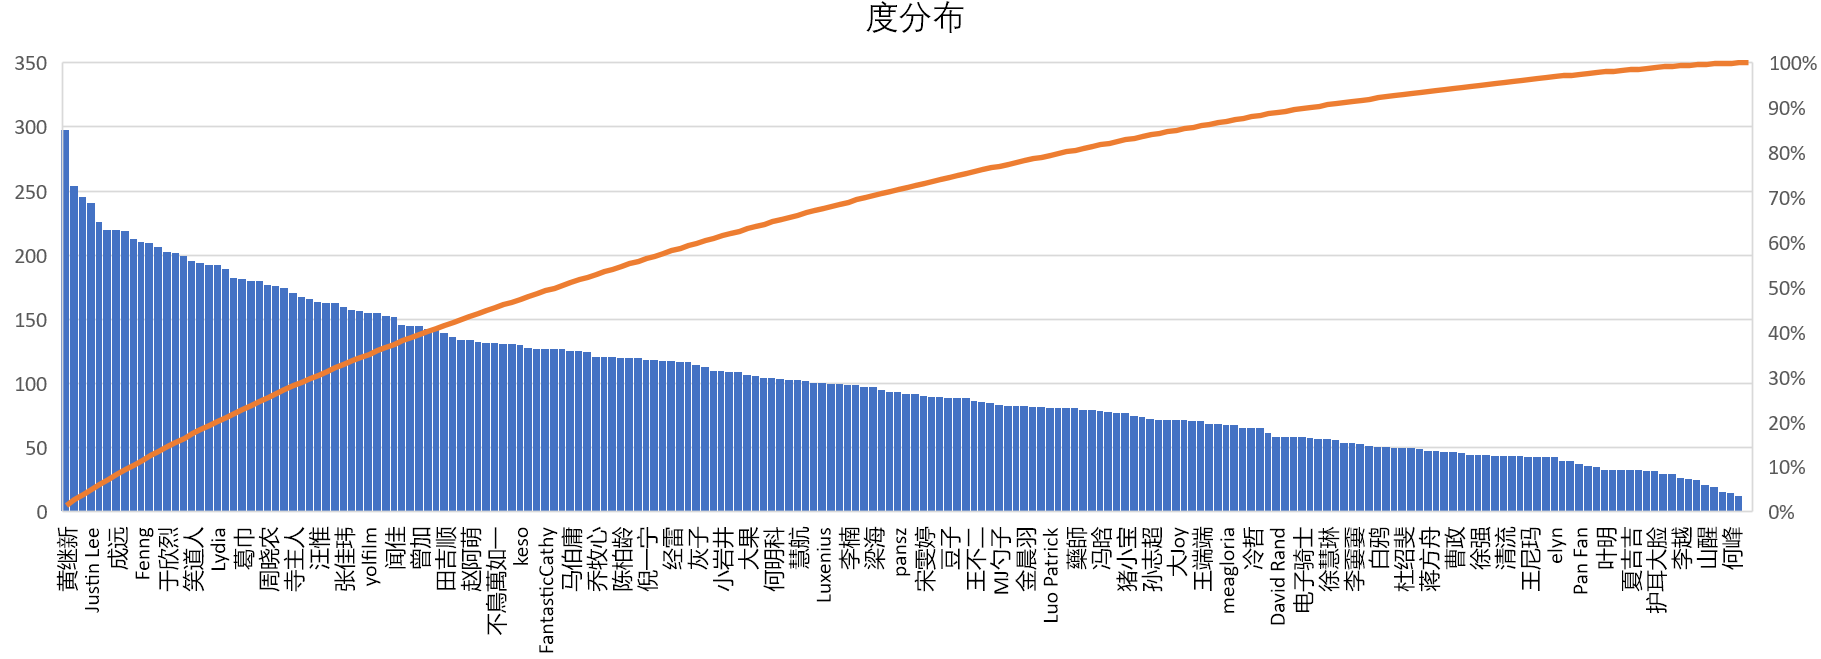 度分布
350
300
250
200
150
100
50
0
100%
90%
80%
70%
60%
50%
40%
30%
20%
10%
0%
黄继新
Justin Lee
成远
Fenng
于欣烈
笑道人
Lydia
葛巾
周晓农
寺主人
汪惟
张佳玮
yolfilm
闻佳
曾加
田吉顺
赵阿萌
不鳥萬如一
keso
FantasticCathy
马伯庸
乔牧心
陈柏龄
倪一宁
经雷
灰子
小岩井
大果
何明科
慧航
Luxenius
李楠
梁海
pansz
宋雯婷
豆子
王不二
MJ勺子
金晨羽
Luo Patrick
藥師
冯晗
猪小宝
孙志超
大Joy
王端端
meagloria
冷哲
David Rand
电子骑士
徐慧琳
李霎霎
白鸦
杜绍斐
蒋方舟
曹政
徐强
清流
王尼玛
elyn
Pan Fan
叶明
夏吉吉
护耳大脸
李越
山醒
何峰